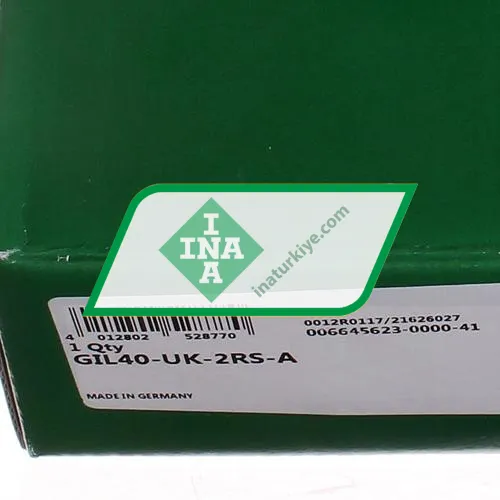 I
INA
A
inaturkiye.com
4 012802 528770
0012R0117/21626027
006645623-0000-41
1 Qty
GIL40-UK-2RS-A
MADE IN GERMANY